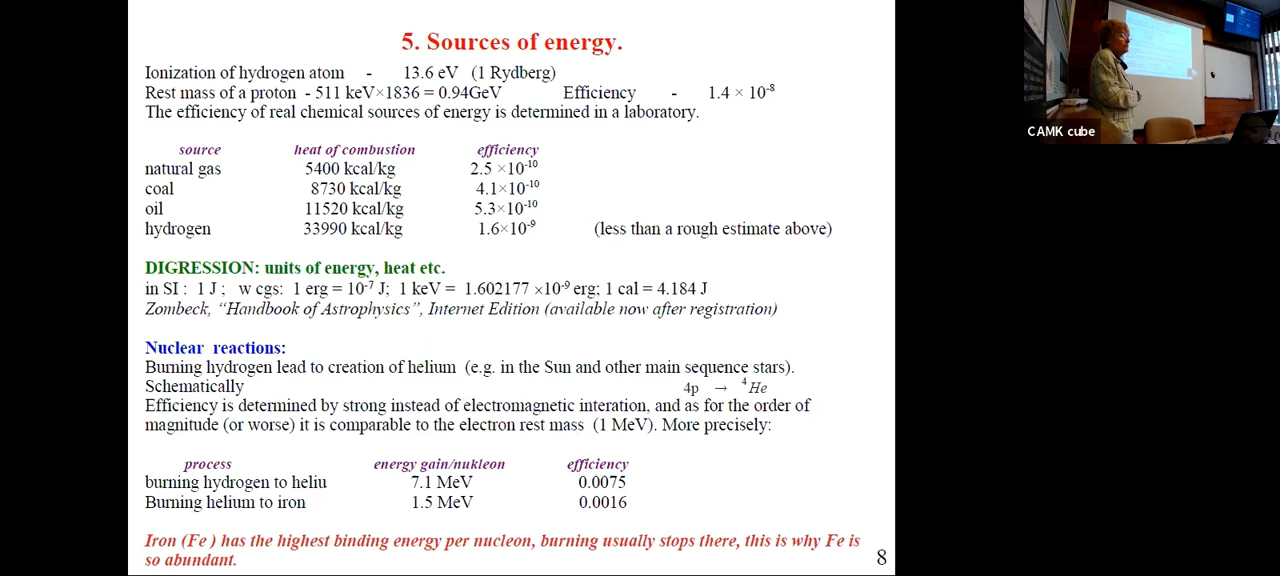 5. Sources of energy.
Ionization of hydrogen atom - 13.6 eV (1 Rydberg)
Rest mass of a proton - 511 keV×1836 = 0.94GeV Efficiency - 1.4 × 10⁻⁸
The efficiency of real chemical sources of energy is determined in a laboratory.
source heat of combustion efficiency
natural gas 5400 kcal/kg 2.5 ×10⁻¹⁰
coal 8730 kcal/kg 4.1×10⁻¹⁰
oil 11520 kcal/kg 5.3×10⁻¹⁰
hydrogen 33990 kcal/kg 1.6×10⁻⁹ (less than a rough estimate above)
DIGRESSION: units of energy, heat etc.
in SI : 1 J ; w cgs: 1 erg = 10⁻⁷ J; 1 keV = 1.602177 ×10⁻⁹ erg; 1 cal = 4.184 J
Zombeck, “Handbook of Astrophysics”, Internet Edition (available now after registration)
Nuclear reactions:
Burning hydrogen lead to creation of helium (e.g. in the Sun and other main sequence stars).
Schematically 4p → ⁴He
Efficiency is determined by strong instead of electromagnetic interation, and as for the order of
magnitude (or worse) it is comparable to the electron rest mass (1 MeV). More precisely:
process energy gain/nukleon efficiency
burning hydrogen to heliu 7.1 MeV 0.0075
Burning helium to iron 1.5 MeV 0.0016
Iron (Fe ) has the highest binding energy per nucleon, burning usually stops there, this is why Fe is
so abundant.
8
CAMK cube